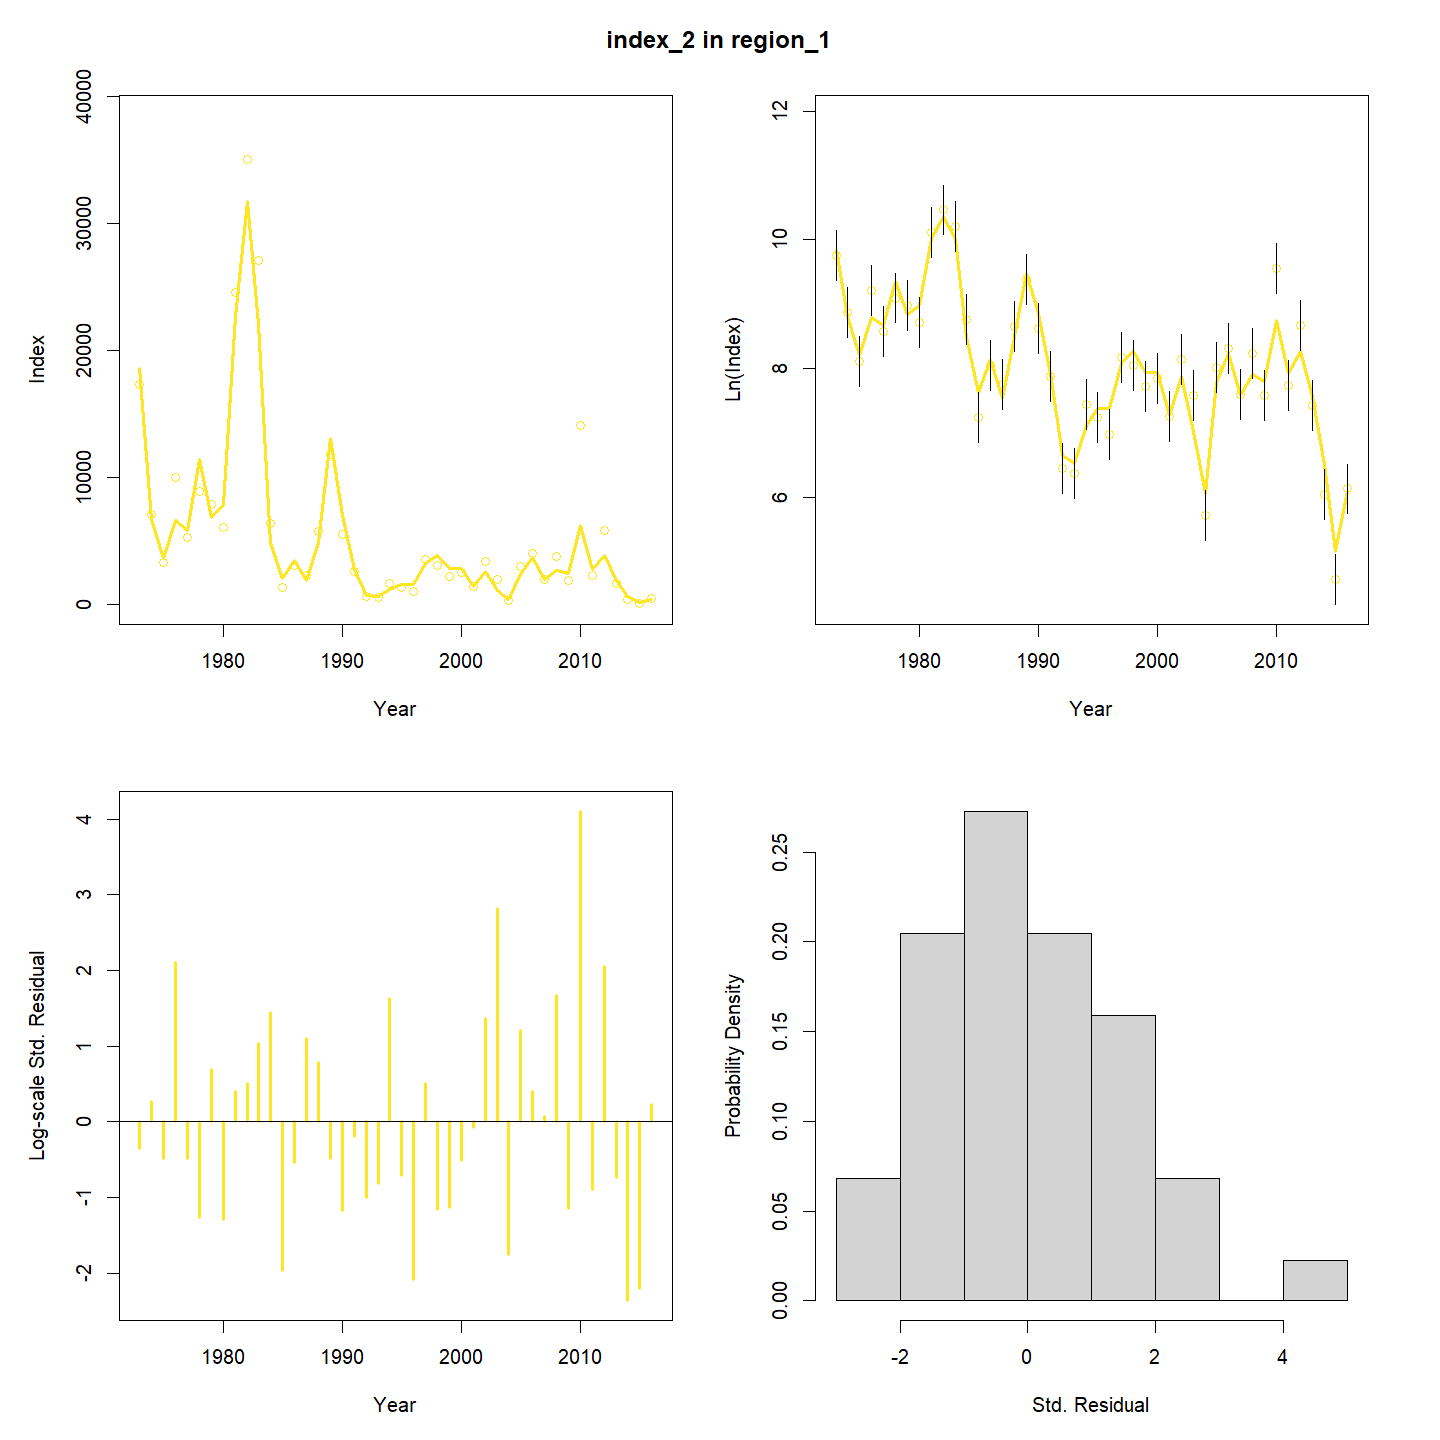 index_2 in region_1
Index
0 10000 20000 30000 40000
1980 1990 2000 2010
Year
Ln(Index)
6 8 10 12
1980 1990 2000 2010
Year
Log-scale Std. Residual
-2 -1 0 1 2 3 4
1980 1990 2000 2010
Year
Probability Density
0.00 0.05 0.10 0.15 0.20 0.25
-2 0 2 4
Std. Residual